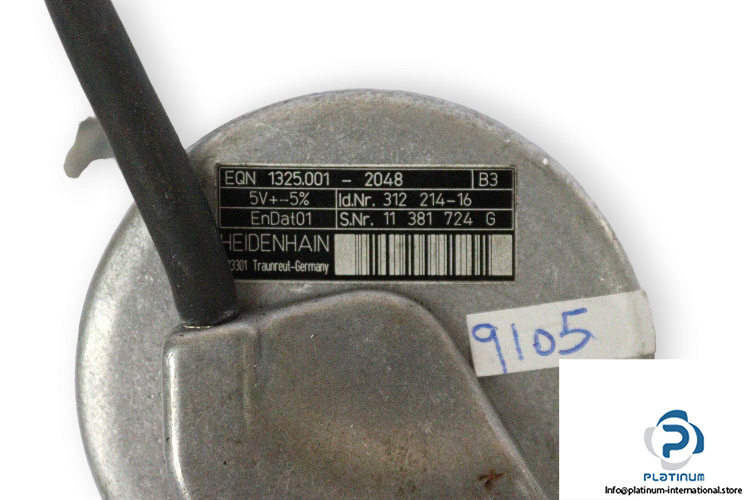 EQN 1325.001 - 2048 B3
5V+-5% Id.Nr. 312 214-16
EnDat01 S.Nr. 11 381 724 G
HEIDENHAIN
Traunreut-Germany
9105
PLATINUM
Info@platinum-international.store